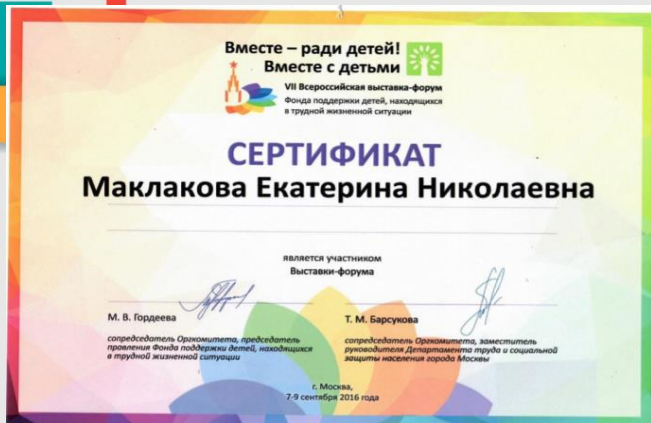 Вместе – ради детей!
Вместе с детьми
VII Всероссийская выставка-форум
Фонда поддержки детей, находящихся
в трудной жизненной ситуации
СЕРТИФИКАТ
Маклакова Екатерина Николаевна
является участником
Выставки-форума
М. В. Гордеева
сопредседатель Оргкомитета, председатель
правления Фонда поддержки детей, находящихся
в трудной жизненной ситуации
Т. М. Барсукова
сопредседатель Оргкомитета, заместитель
руководителя Департамента труда и социальной
защиты населения города Москвы
г. Москва,
7-9 сентября 2016 года